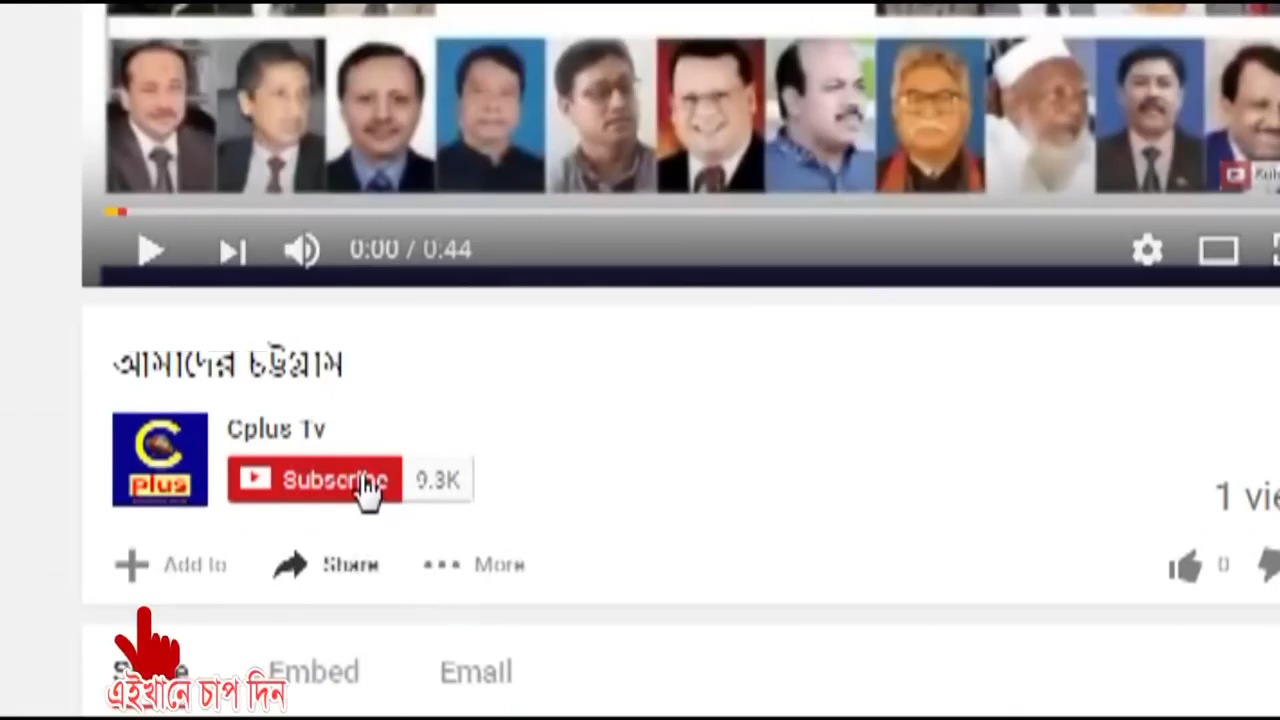 0:00 / 0:44
আমাদের চট্টগ্রাম
C plus
Cplus Tv
Subscribe 9.3K
1
Add to Share More
0
Embed Email
এইখানে চাপ দিন